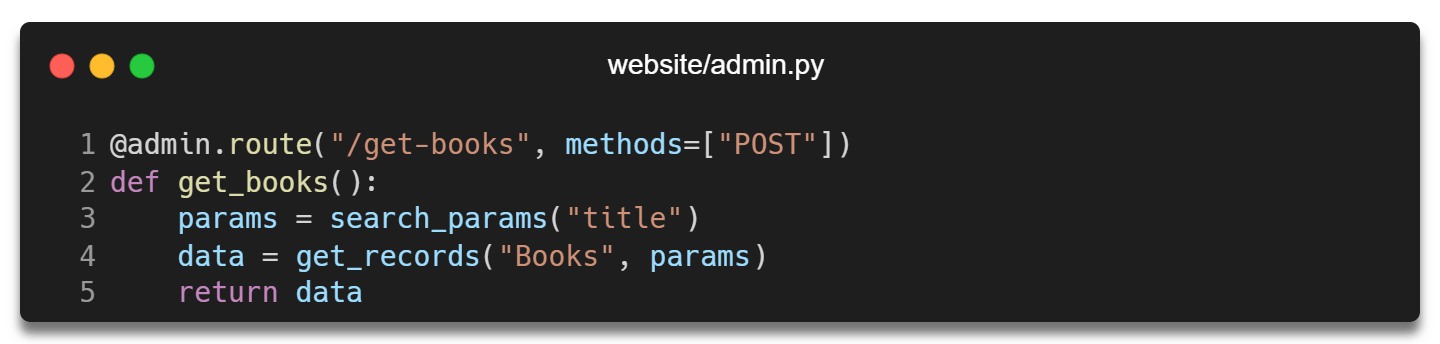 website/admin.py
1 @admin.route("/get-books", methods=["POST"])
2 def get_books():
3     params = search_params("title")
4     data = get_records("Books", params)
5     return data